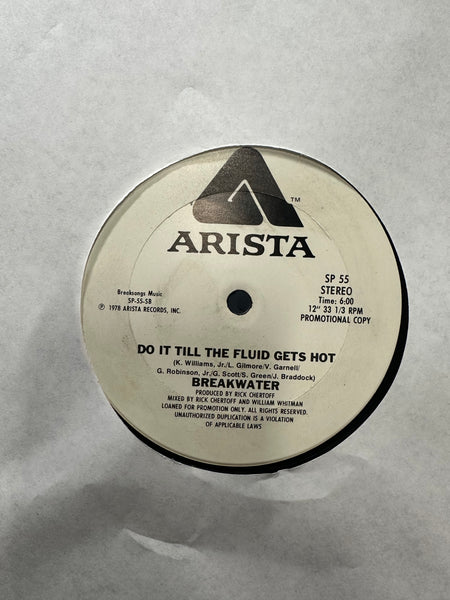 TM
ARISTA
SP 55
STEREO
Time: 6:00
12" 33 1/3 RPM
PROMOTIONAL COPY
Breaksongs Music
SP-55-SB
℗ 1978 ARISTA RECORDS, INC.
DO IT TILL THE FLUID GETS HOT
(K. Williams, Jr./L. Gilmore/V. Garnell/
G. Robinson, Jr./G. Scott/S. Green/J. Braddock)
BREAKWATER
PRODUCED BY RICK CHERTOFF
MIXED BY RICK CHERTOFF AND WILLIAM WHITMAN
LOANED FOR PROMOTION ONLY. ALL RIGHTS RESERVED.
UNAUTHORIZED DUPLICATION IS A VIOLATION
OF APPLICABLE LAWS